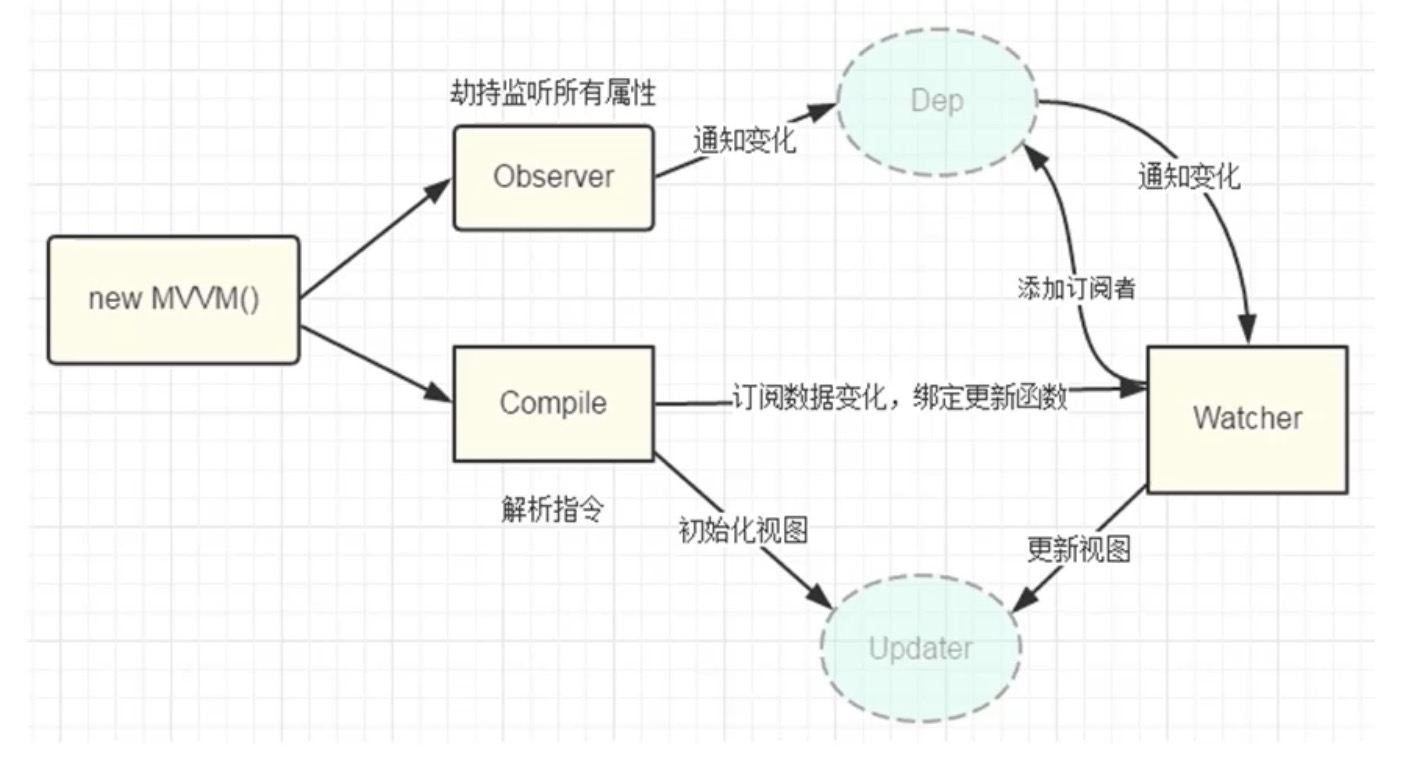 劫持监听所有属性
Dep
通知变化
Observer
通知变化
new MVVM()
添加订阅者
Compile
订阅数据变化，绑定更新函数
Watcher
解析指令
初始化视图
更新视图
Updater